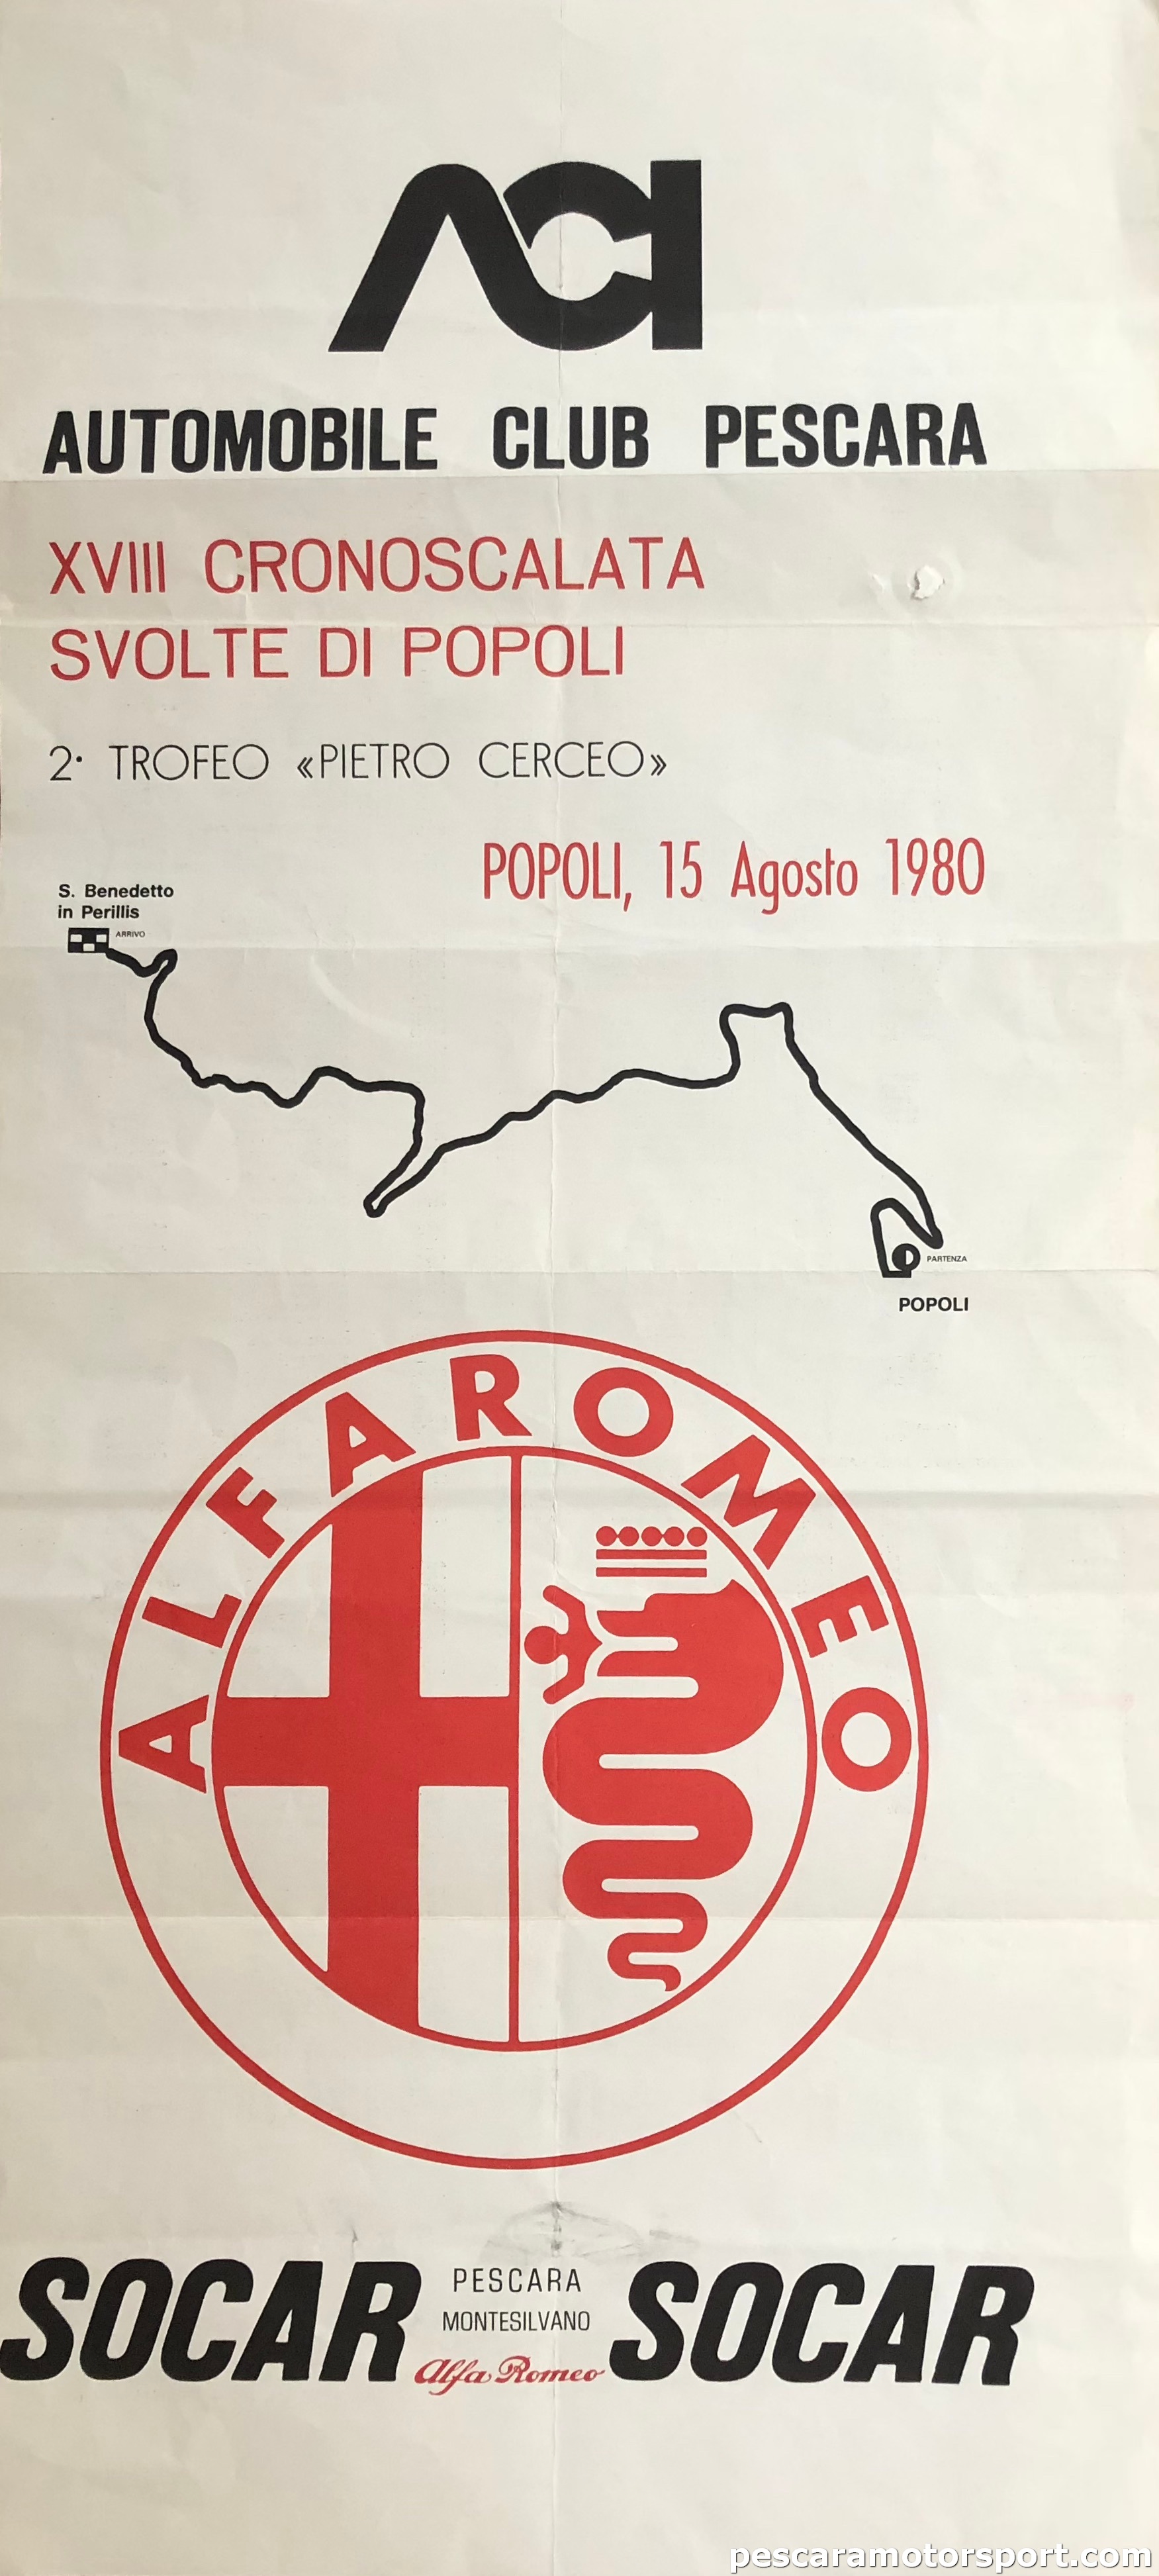 ACI
AUTOMOBILE CLUB PESCARA
XVIII CRONOSCALATA
SVOLTE DI POPOLI
2• TROFEO «PIETRO CERCEO»
POPOLI, 15 Agosto 1980
S. Benedetto
in Perillis
ARRIVO
PARTENZA
POPOLI
ALFA ROMEO
SOCAR PESCARA SOCAR
MONTESILVANO
Alfa Romeo
pescaramotorsport.com